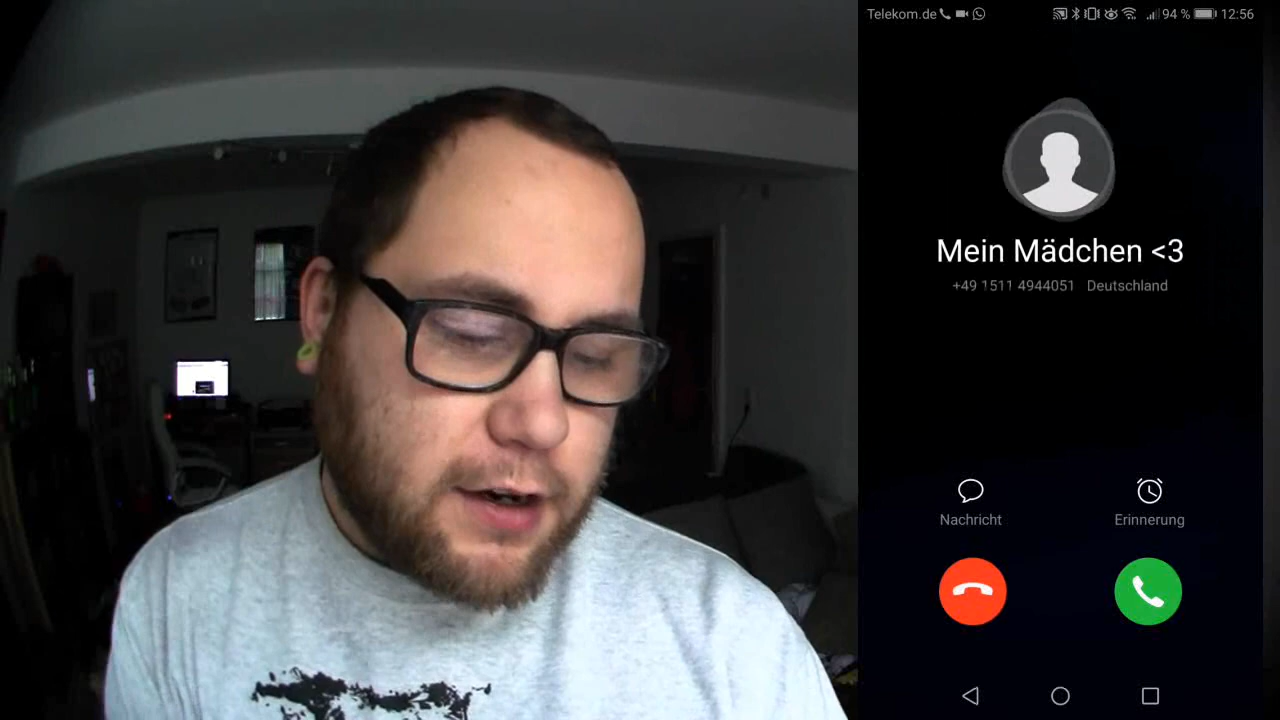 Telekom.de 94 % 12:56
Mein Mädchen <3
+49 1511 4944051 Deutschland
Nachricht Erinnerung